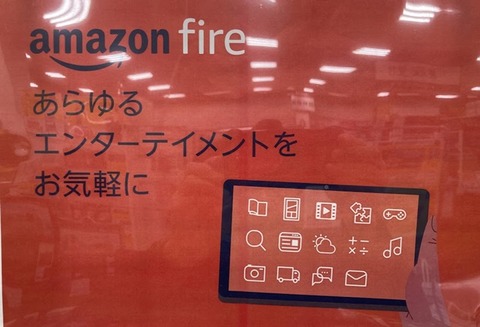 amazon fire
あらゆる
エンターテイメントを
お気軽に